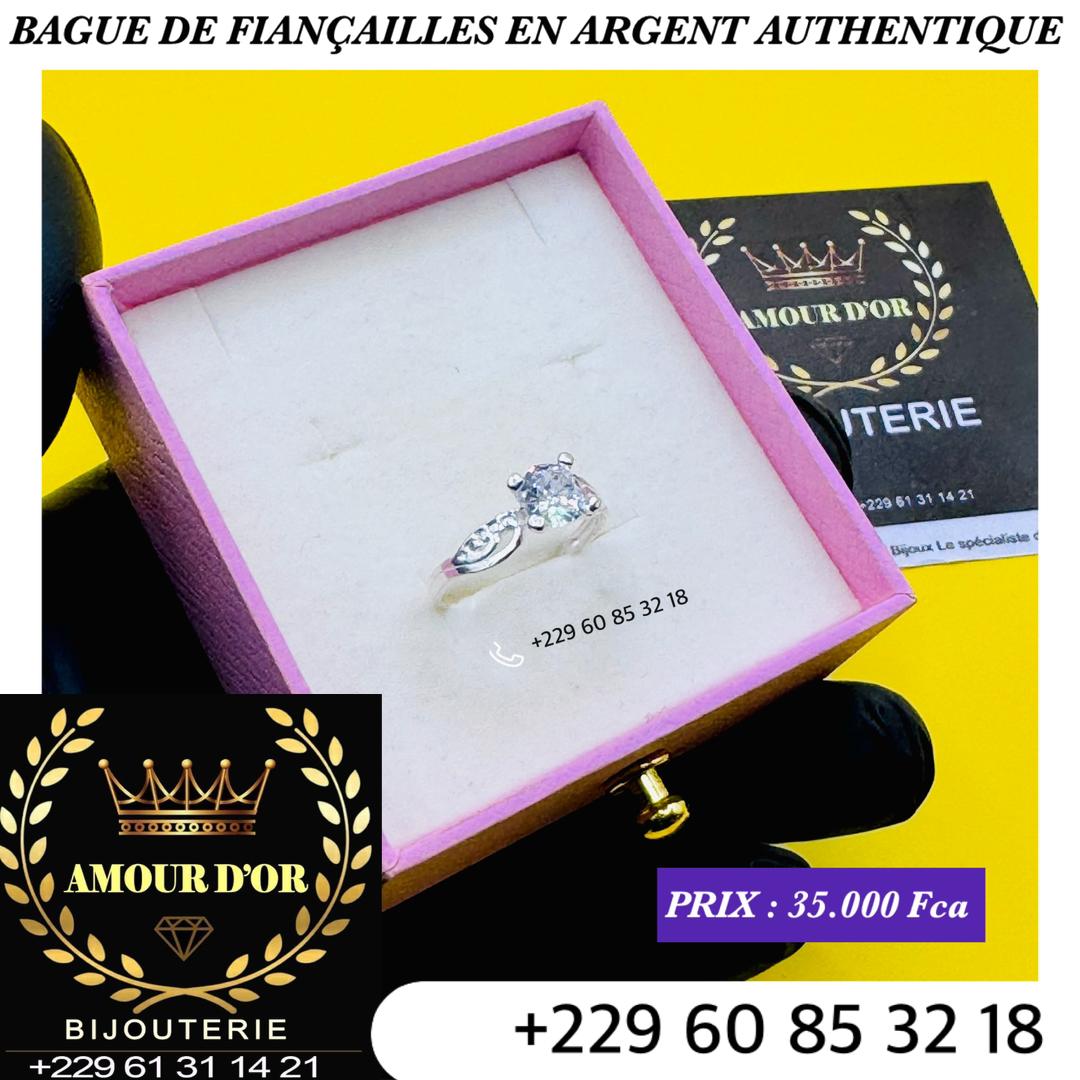 BAGUE DE FIANÇAILLES EN ARGENT AUTHENTIQUE
AMOUR D'OR
UTERIE
+229 61 31 14 21
Bijoux Le spécialiste
+229 60 85 32 18
AMOUR D'OR
BIJOUTERIE
+229 61 31 14 21
PRIX : 35.000 Fca
+229 60 85 32 18